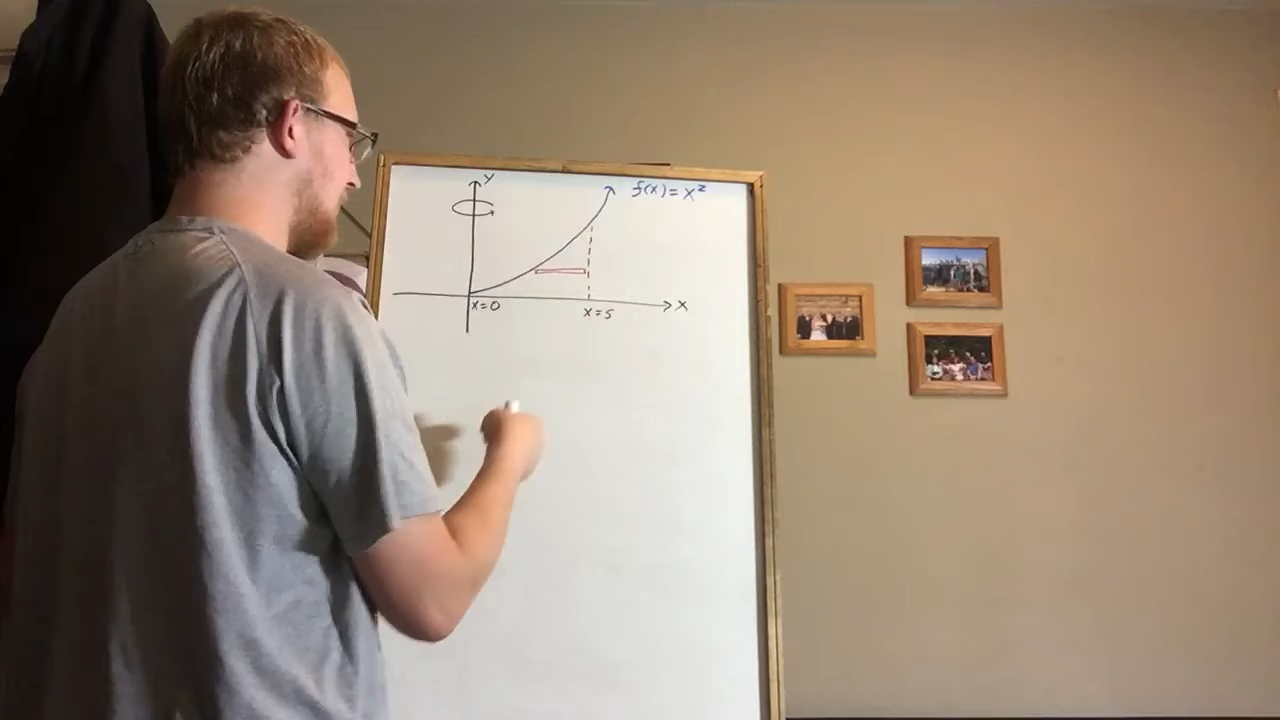 y
f(x) = x²
x=0
x=5
x